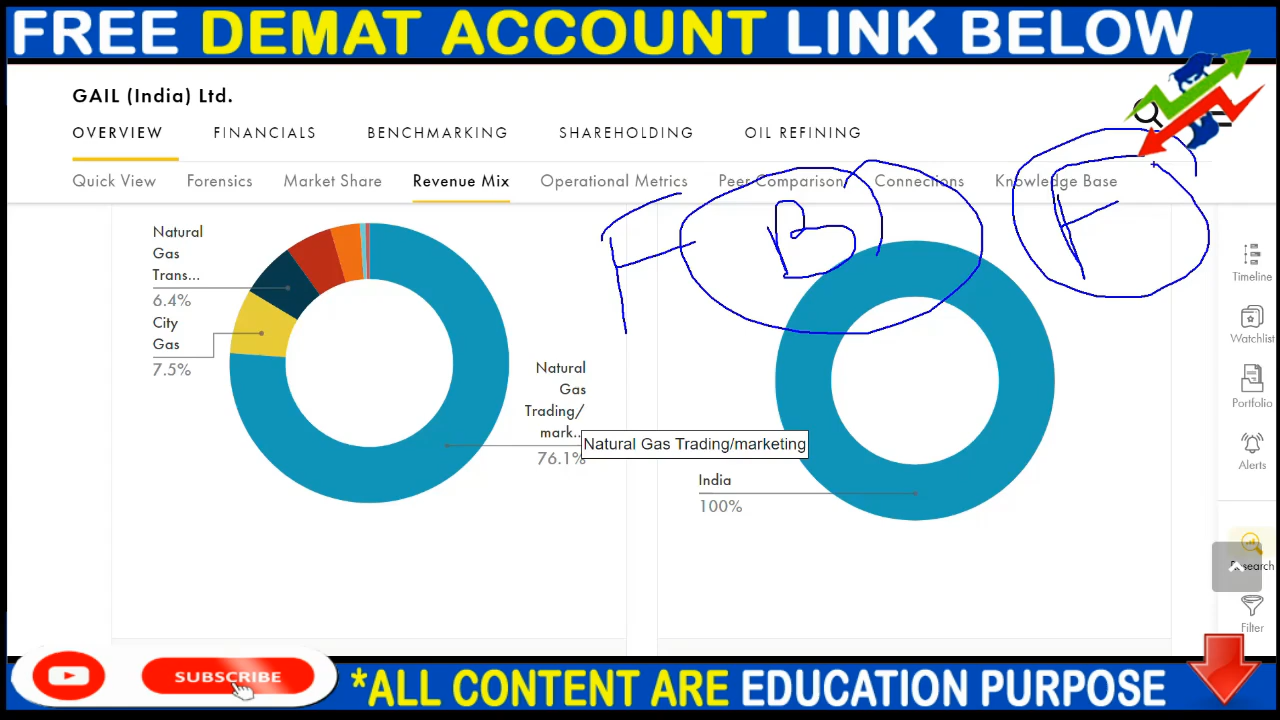 FREE DEMAT ACCOUNT LINK BELOW
GAIL (India) Ltd.
OVERVIEW FINANCIALS BENCHMARKING SHAREHOLDING OIL REFINING
Quick View Forensics Market Share Revenue Mix Operational Metrics Peer Comparison Connections Knowledge Base
Natural
Gas
Trans...
6.4%
City
Gas
7.5%
Natural
Gas
Trading/
mark...
76.1%
Natural Gas Trading/marketing
India
100%
F B F
Timeline
Watchlist
Portfolio
Alerts
Research
Filter
SUBSCRIBE
*ALL CONTENT ARE EDUCATION PURPOSE